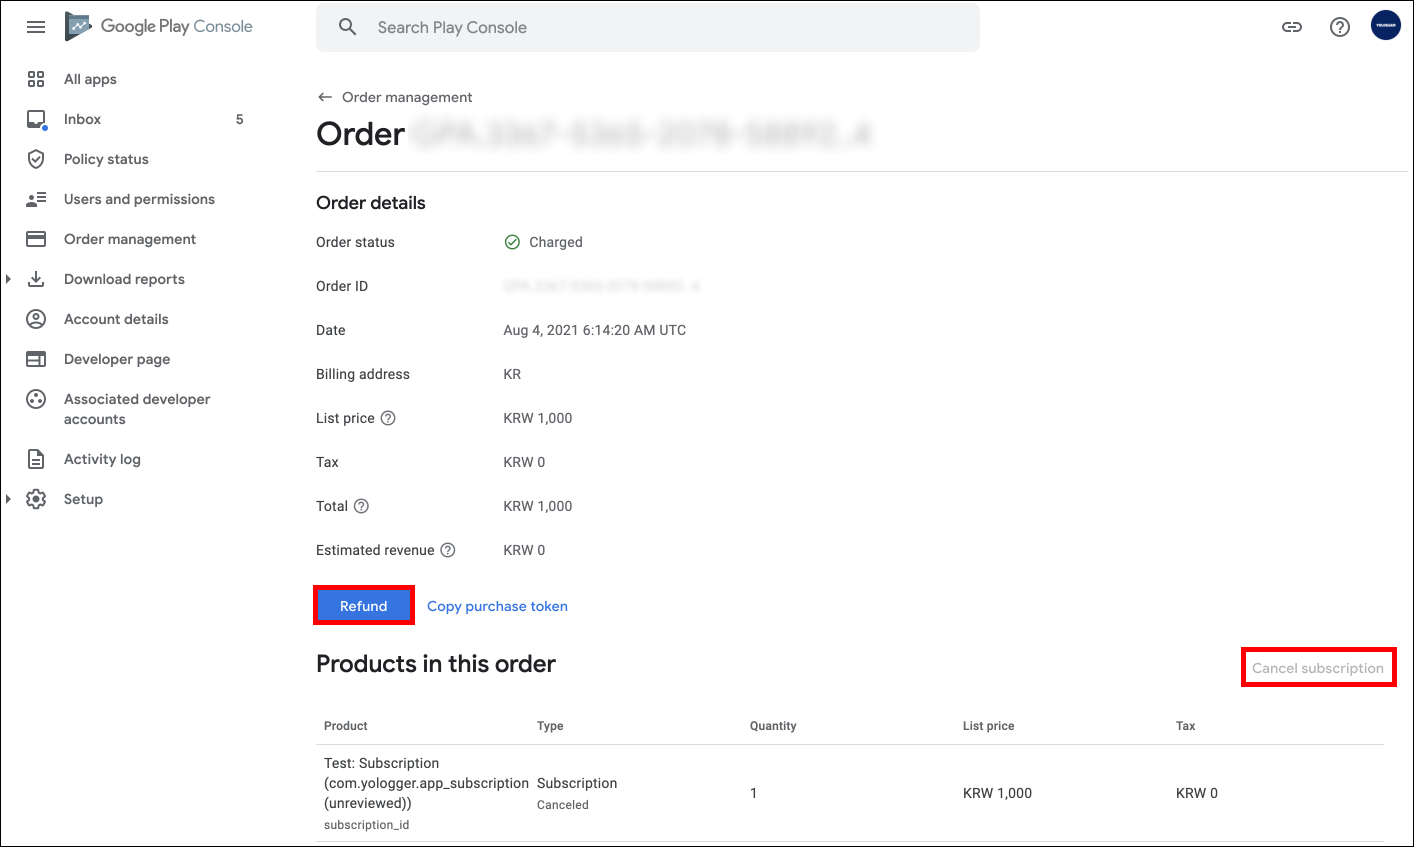 Google Play Console
Search Play Console
YOLOGGER
All apps
Inbox 5
Policy status
Users and permissions
Order management
Download reports
Account details
Developer page
Associated developer
accounts
Activity log
Setup
Order management
Order
Order details
Order status Charged
Order ID
Date Aug 4, 2021 6:14:20 AM UTC
Billing address KR
List price KRW 1,000
Tax KRW 0
Total KRW 1,000
Estimated revenue KRW 0
Refund Copy purchase token
Products in this order
Cancel subscription
Product Type Quantity List price Tax
Test: Subscription
(com.yologger.app_subscription
(unreviewed))
subscription_id
Subscription
Canceled
1
KRW 1,000
KRW 0